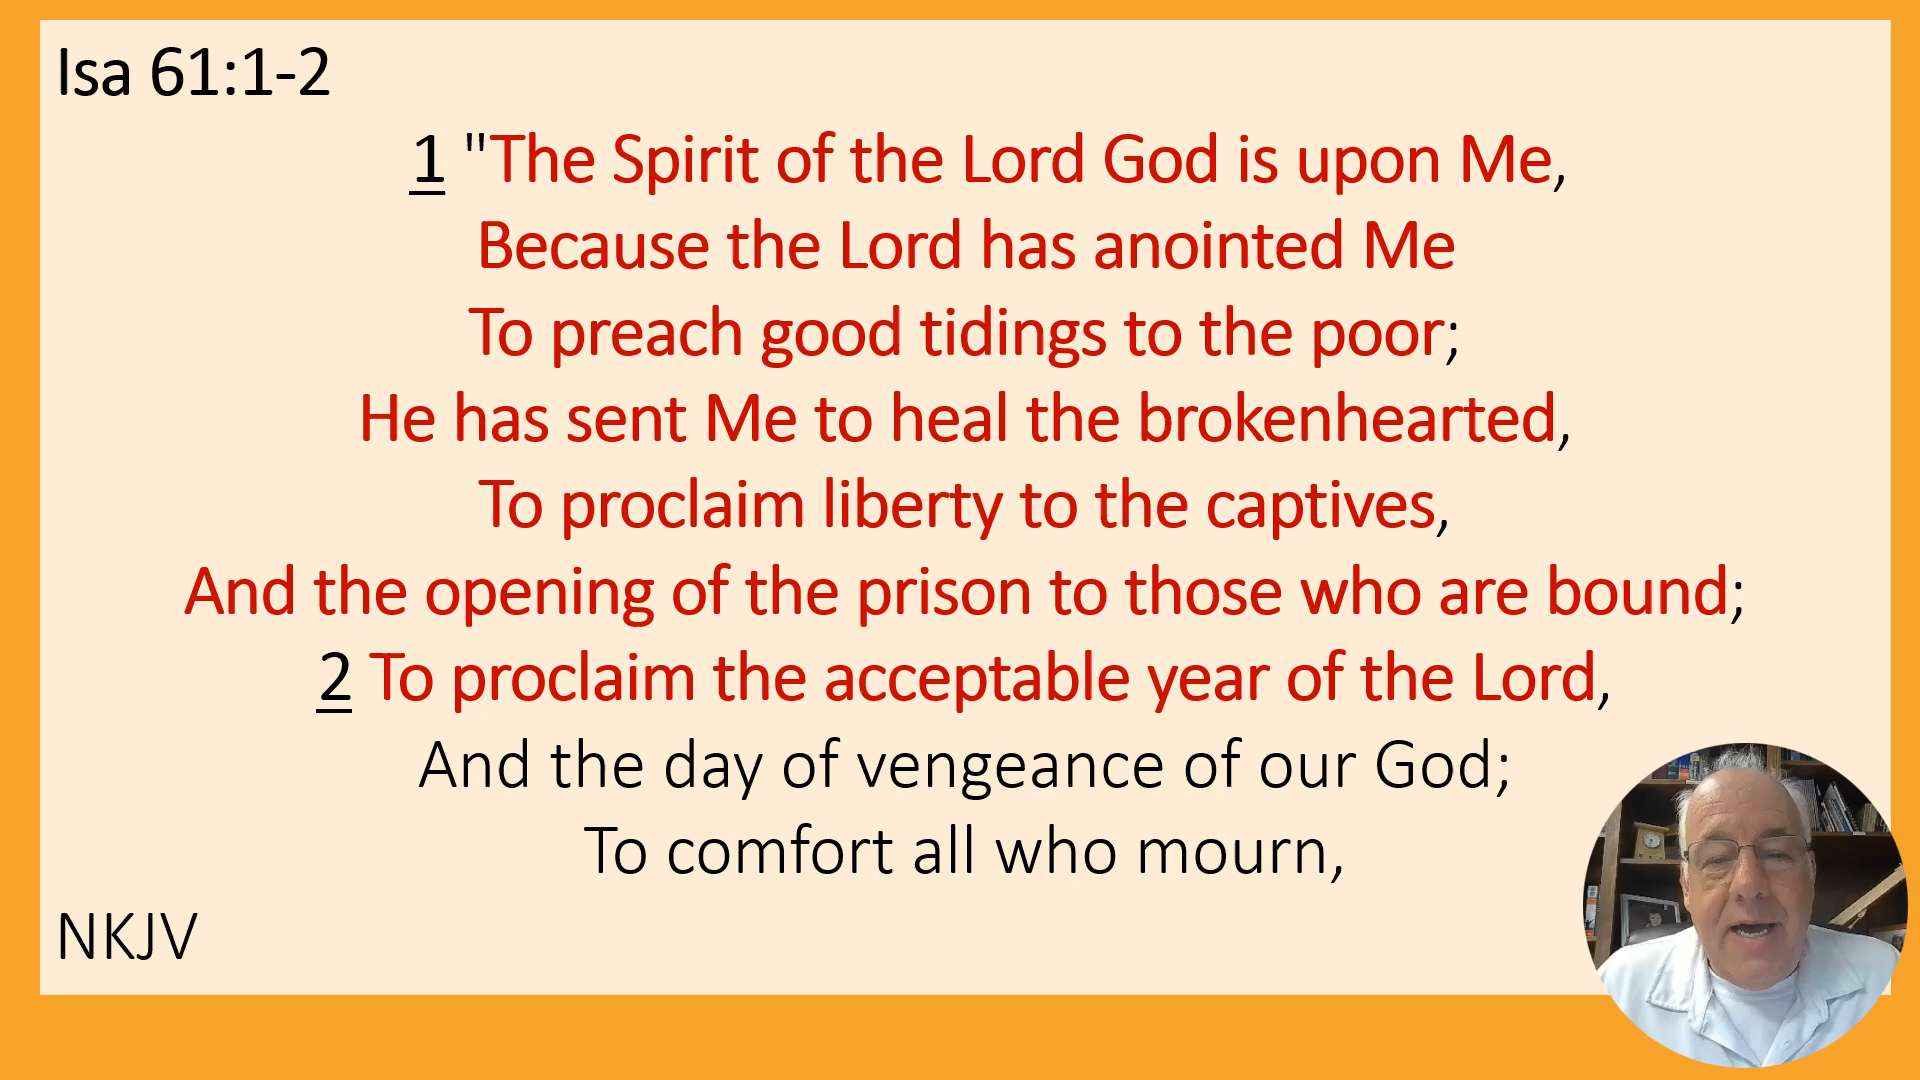 Isa 61:1-2
1 "The Spirit of the Lord God is upon Me,
Because the Lord has anointed Me
To preach good tidings to the poor;
He has sent Me to heal the brokenhearted,
To proclaim liberty to the captives,
And the opening of the prison to those who are bound;
2 To proclaim the acceptable year of the Lord,
And the day of vengeance of our God;
To comfort all who mourn,
NKJV